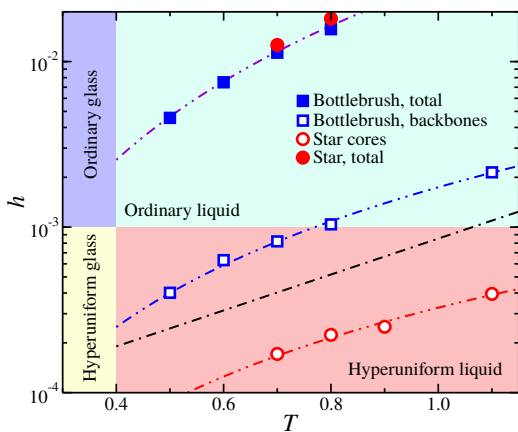 10⁻²
Ordinary glass
Bottlebrush, total
Bottlebrush, backbones
Star cores
Star, total
h
Ordinary liquid
10⁻³
Hyperuniform glass
Hyperuniform liquid
10⁻⁴
0.4 0.6 0.8 1.0
T